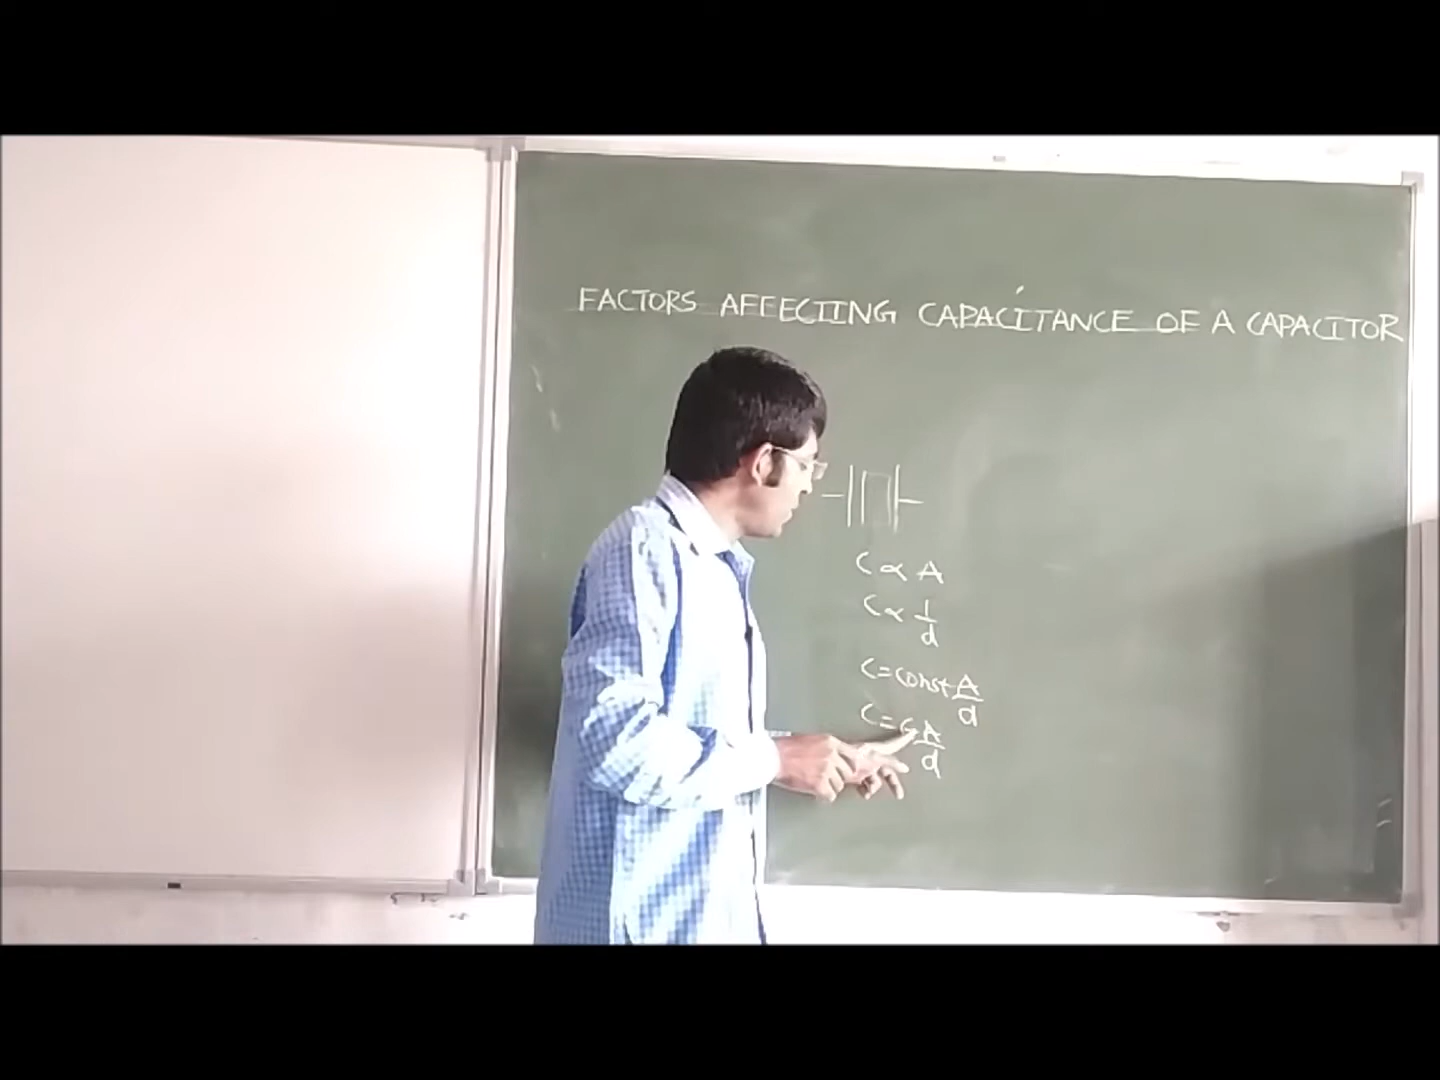 FACTORS AFFECTING CAPACITANCE OF A CAPACITOR
C ∝ A
C ∝ 1/d
C = const A/d
C = A/d